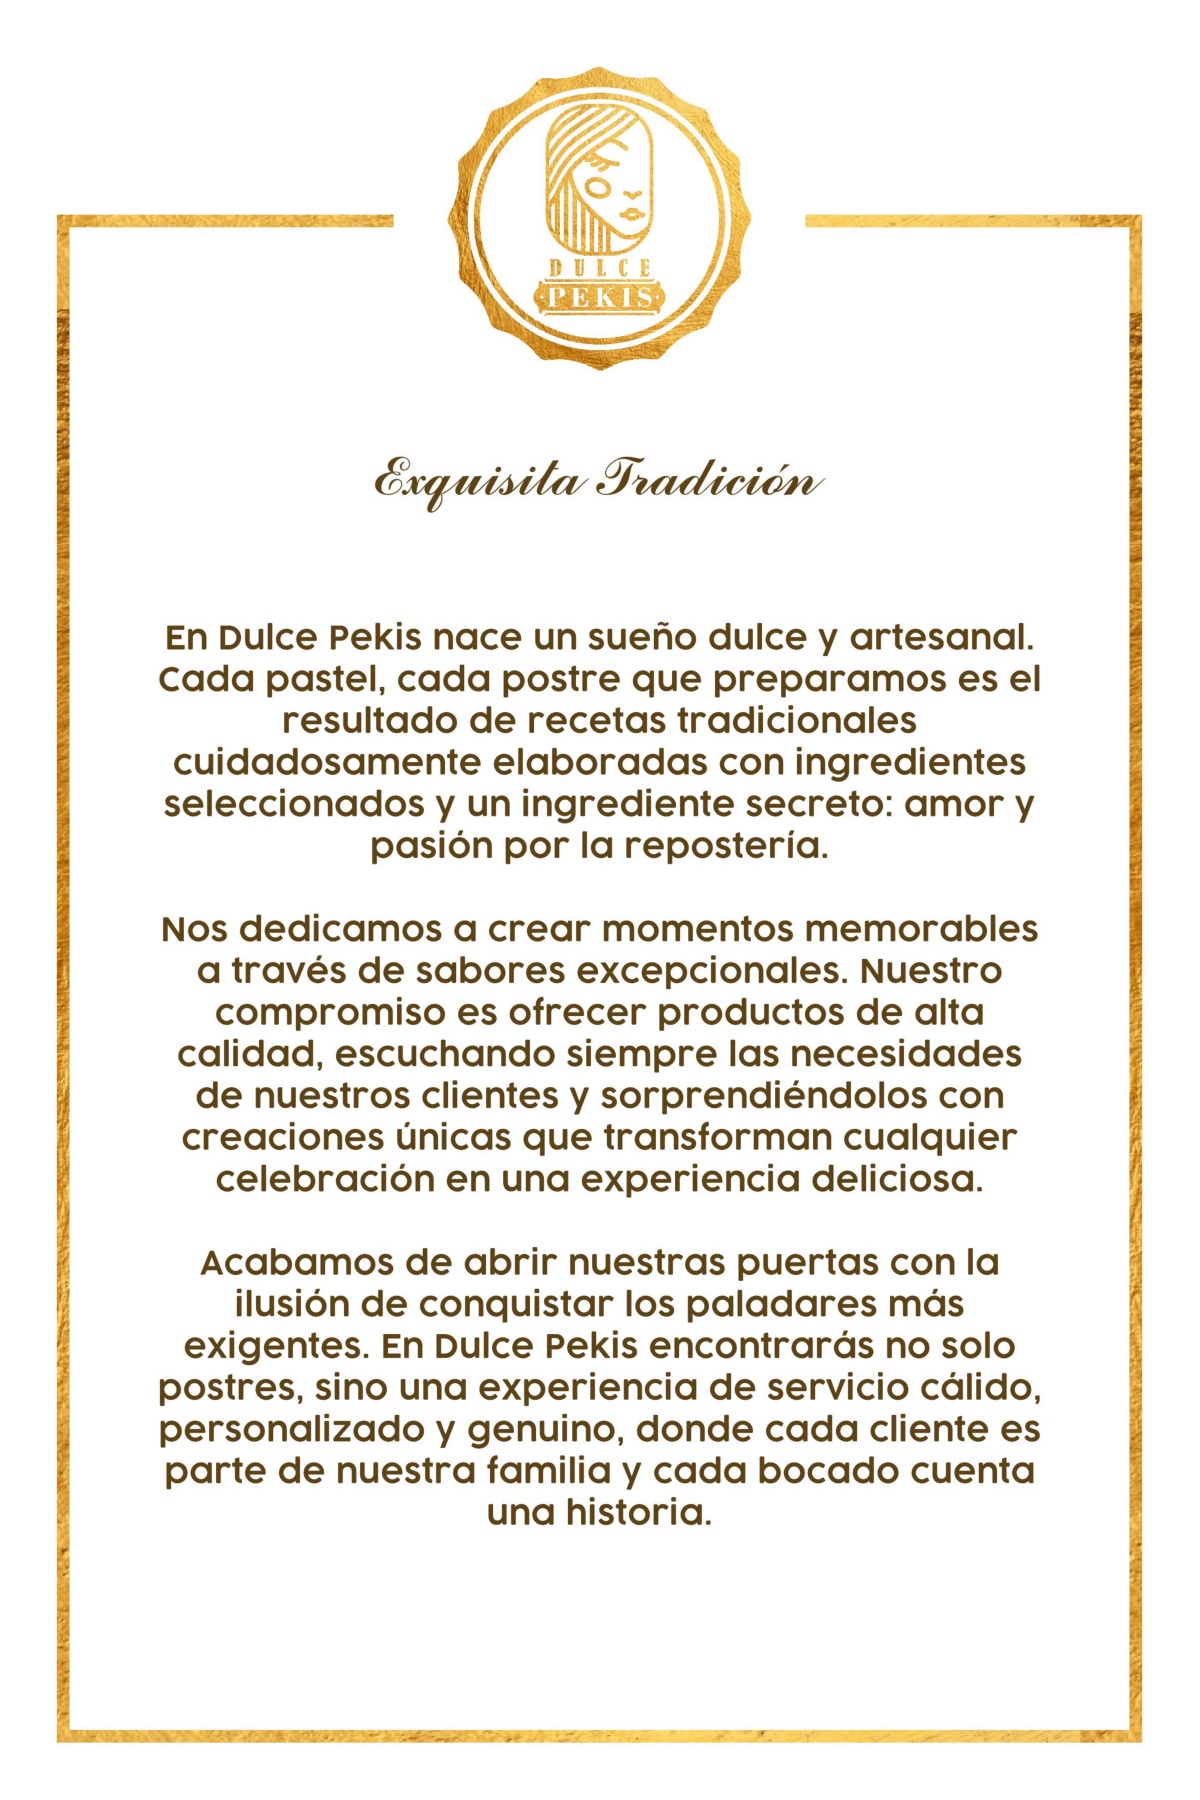 DULCE
PEKIS
Exquisita Tradición
En Dulce Pekis nace un sueño dulce y artesanal.
Cada pastel, cada postre que preparamos es el
resultado de recetas tradicionales
cuidadosamente elaboradas con ingredientes
seleccionados y un ingrediente secreto: amor y
pasión por la repostería.
Nos dedicamos a crear momentos memorables
a través de sabores excepcionales. Nuestro
compromiso es ofrecer productos de alta
calidad, escuchando siempre las necesidades
de nuestros clientes y sorprendiéndolos con
creaciones únicas que transforman cualquier
celebración en una experiencia deliciosa.
Acabamos de abrir nuestras puertas con la
ilusión de conquistar los paladares más
exigentes. En Dulce Pekis encontrarás no solo
postres, sino una experiencia de servicio cálido,
personalizado y genuino, donde cada cliente es
parte de nuestra familia y cada bocado cuenta
una historia.